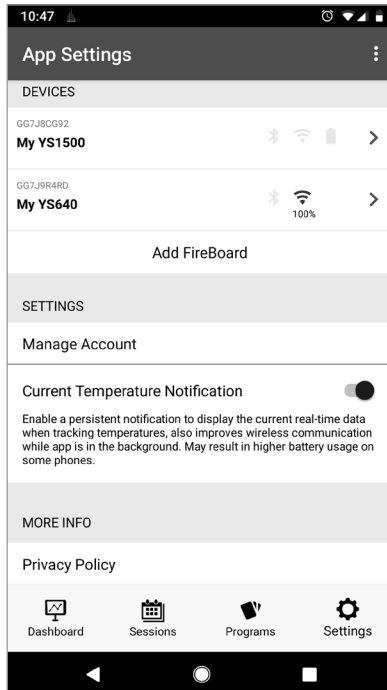 10:47
App Settings
DEVICES
GG7J8CG92
My YS1500
GG7J9R4RD
My YS640
100%
Add FireBoard
SETTINGS
Manage Account
Current Temperature Notification
Enable a persistent notification to display the current real-time data
when tracking temperatures, also improves wireless communication
while app is in the background. May result in higher battery usage on
some phones.
MORE INFO
Privacy Policy
Dashboard
Sessions
Programs
Settings